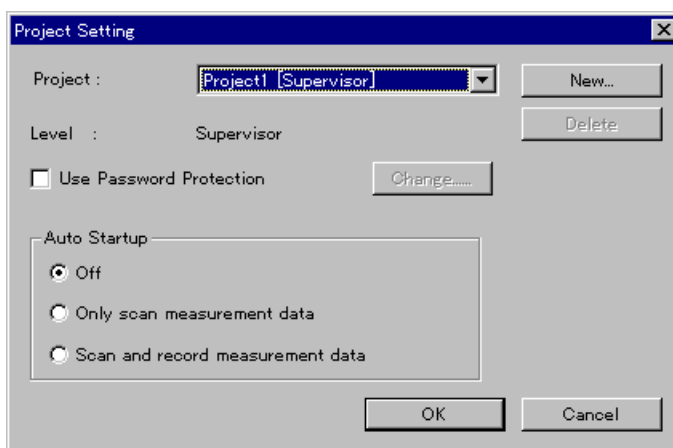 Project Setting
Project :
Project1 [Supervisor]
New...
Level :
Supervisor
Delete
Use Password Protection
Change......
Auto Startup
Off
Only scan measurement data
Scan and record measurement data
OK
Cancel